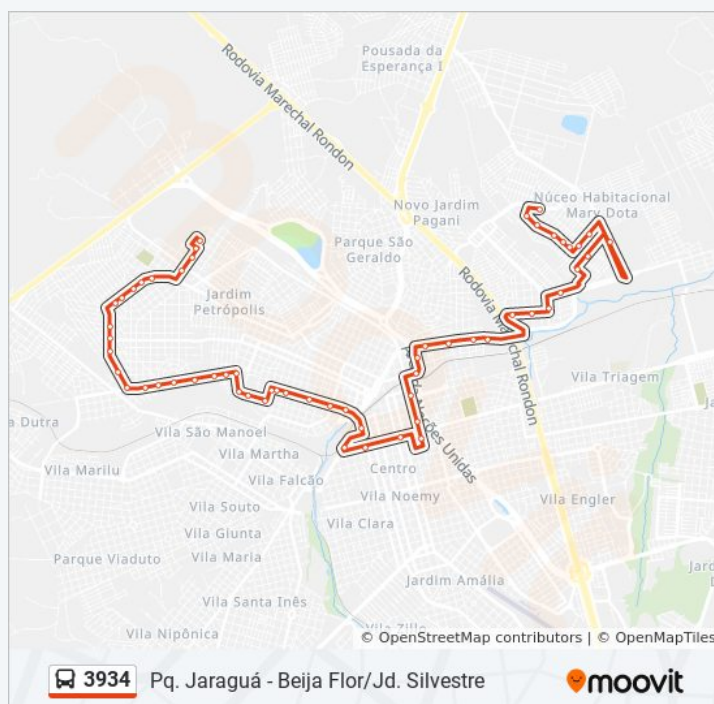 Pousada da
Esperança I
Rodovia Marechal Rondon
Núceo Habitacional
Mary Dota
Novo Jardim
Pagani
Parque São
Geraldo
Rodovia Marechal Rondon
Jardim
Petrópolis
Vila Triagem
Nações Unidas
Dutra
Vila São Manoel
Vila Marilu
Vila Martha
Centro
Vila Falcão
Vila Noemy
Vila Engler
Vila Souto
Vila Clara
Vila Giunta
Parque Viaduto
Vila Maria
Jardim Amália
Jard
Vila Santa Inês
Vila Nipônica
© OpenStreetMap contributors | © OpenMapTiles
3934 Pq. Jaraguá - Beija Flor/Jd. Silvestre
moovit